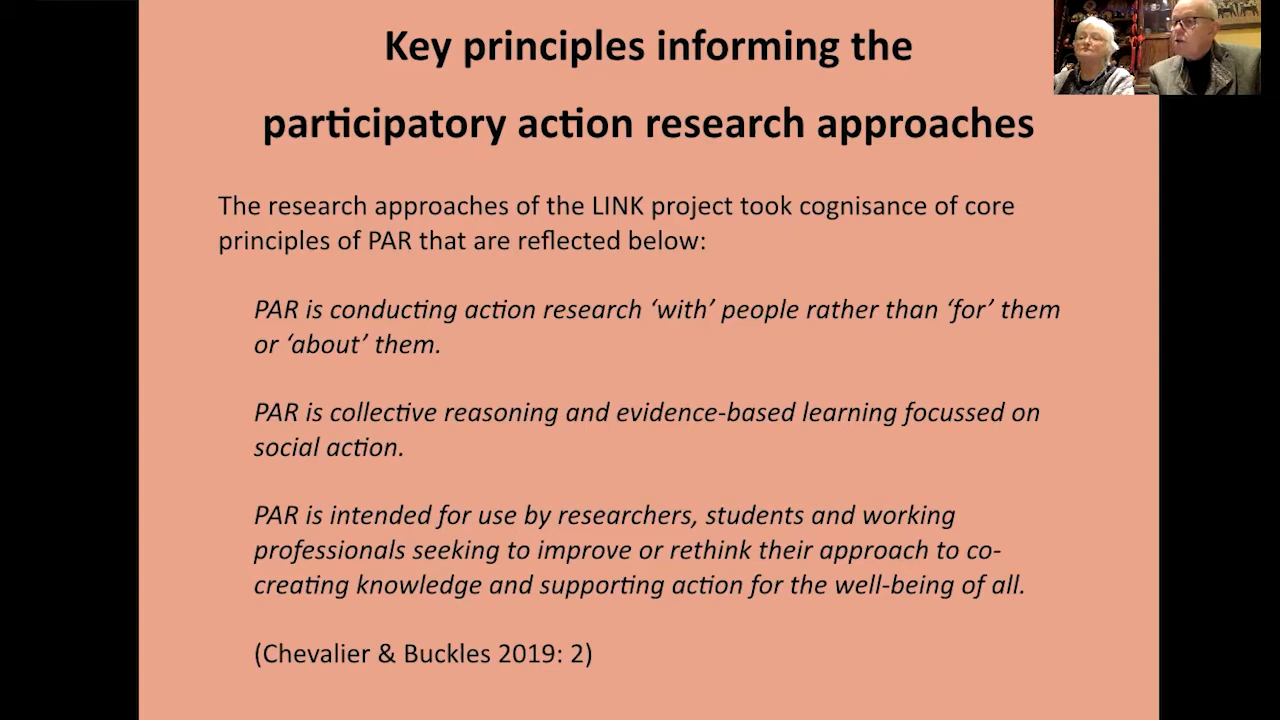 Key principles informing the
participatory action research approaches
The research approaches of the LINK project took cognisance of core
principles of PAR that are reflected below:
PAR is conducting action research ‘with’ people rather than ‘for’ them
or ‘about’ them.
PAR is collective reasoning and evidence-based learning focussed on
social action.
PAR is intended for use by researchers, students and working
professionals seeking to improve or rethink their approach to co-
creating knowledge and supporting action for the well-being of all.
(Chevalier & Buckles 2019: 2)